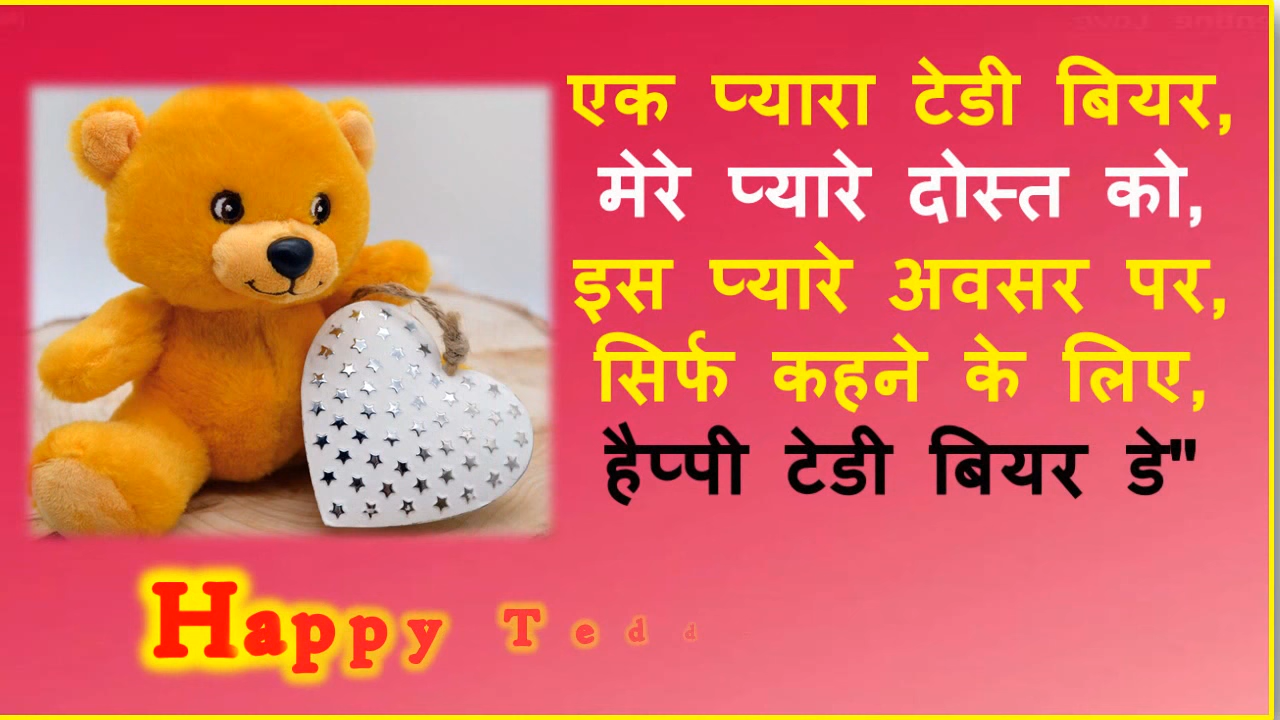 एक प्यारा टेडी बियर,
मेरे प्यारे दोस्त को,
इस प्यारे अवसर पर,
सिर्फ कहने के लिए,
हैप्पी टेडी बियर डे"
Happy Tedd